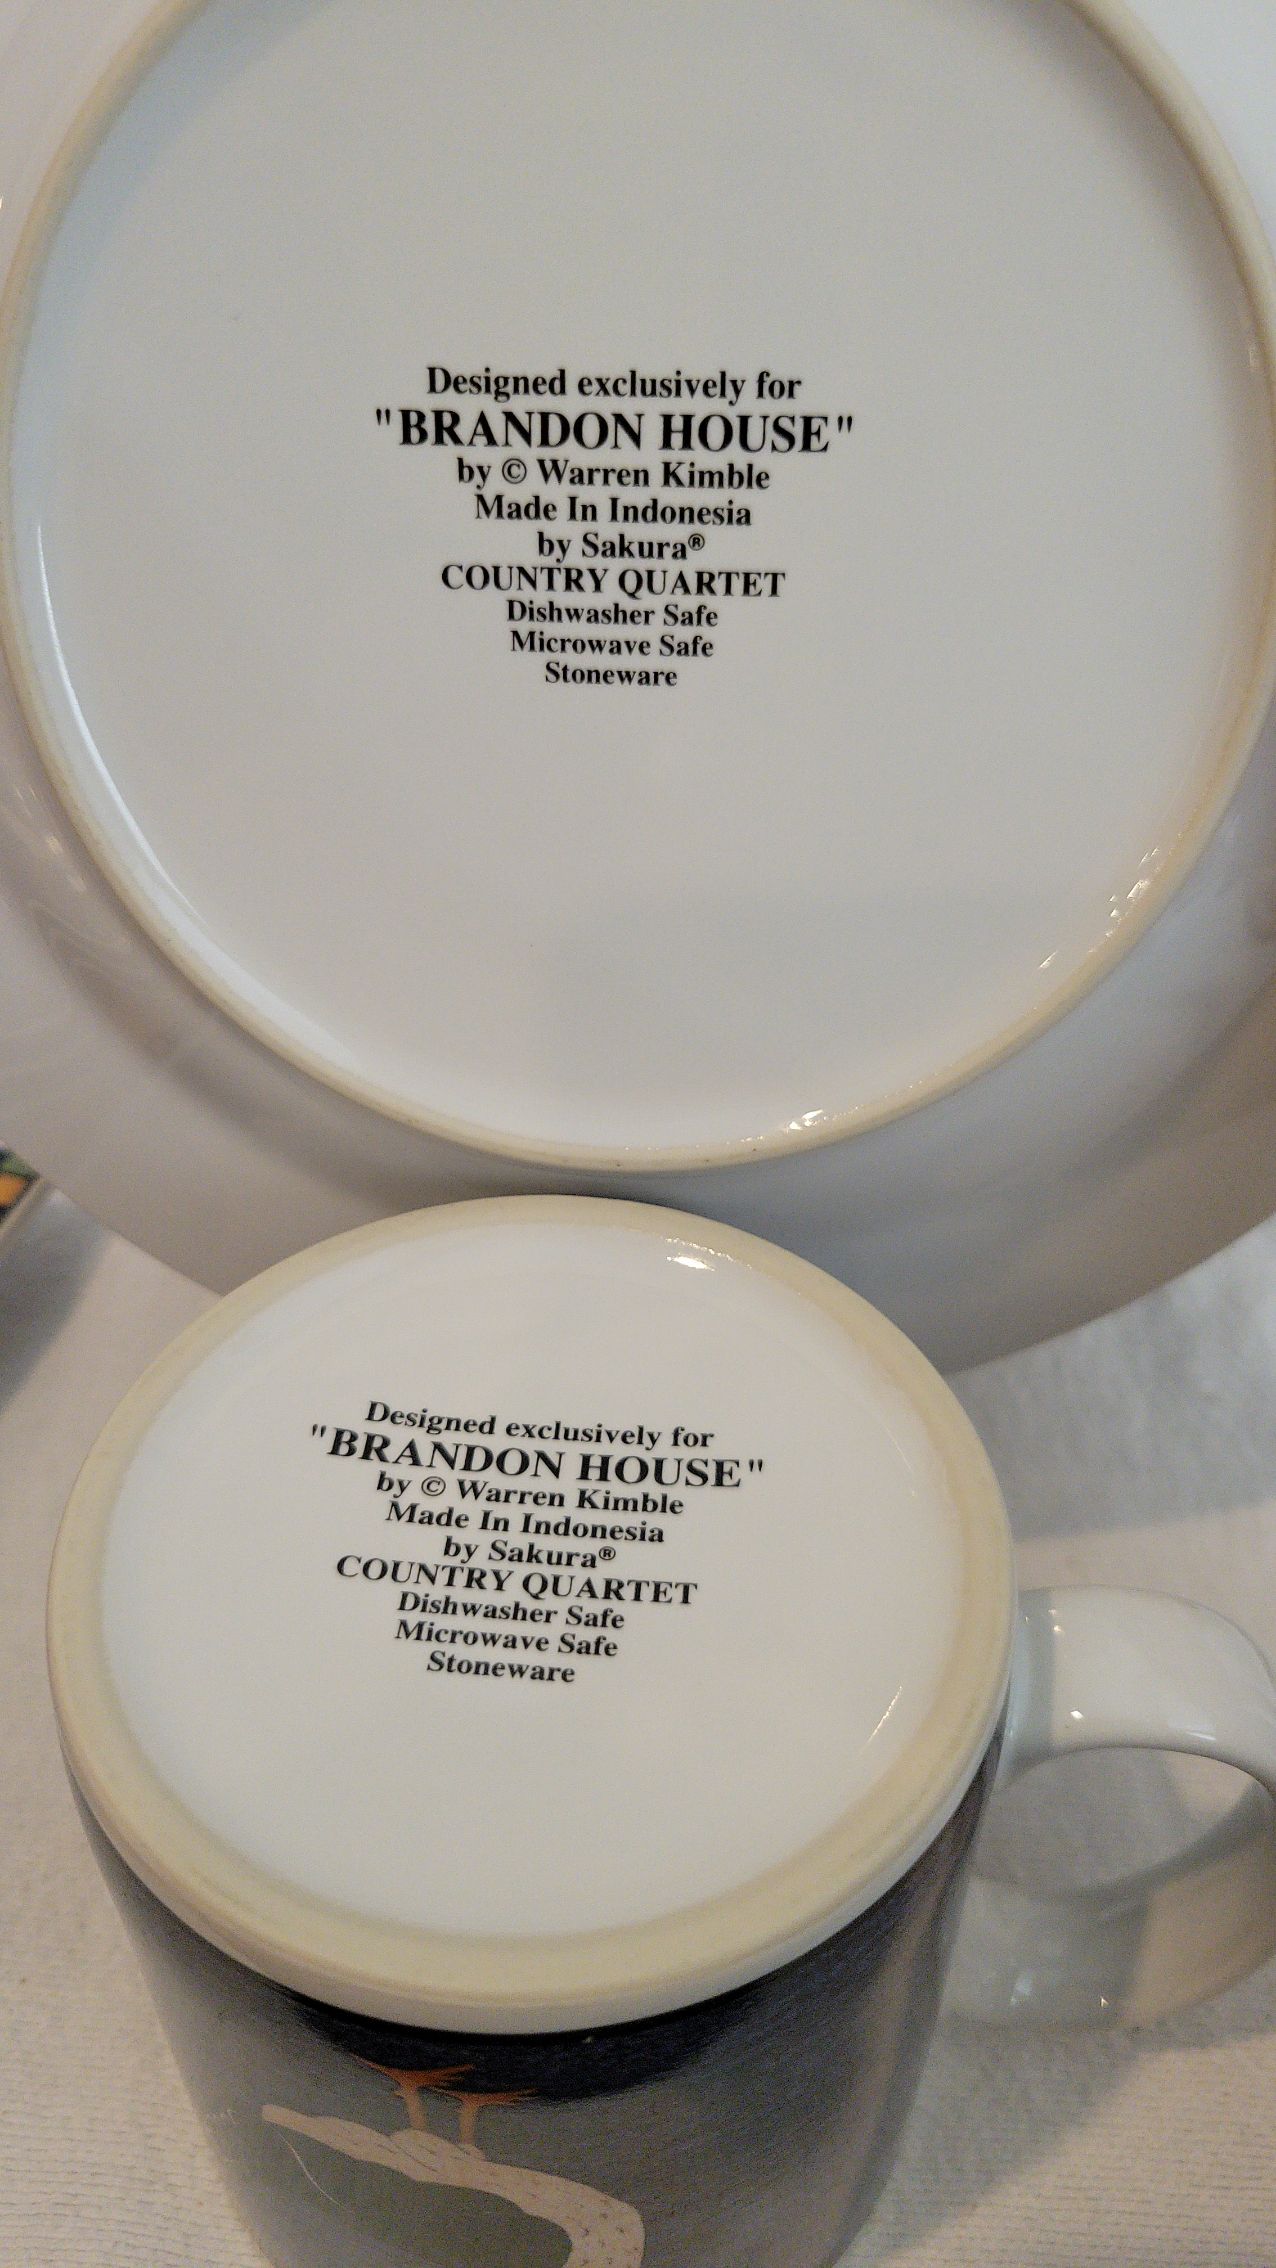 Designed exclusively for
"BRANDON HOUSE"
by © Warren Kimble
Made In Indonesia
by Sakura®
COUNTRY QUARTET
Dishwasher Safe
Microwave Safe
Stoneware
Designed exclusively for
"BRANDON HOUSE"
by © Warren Kimble
Made In Indonesia
by Sakura®
COUNTRY QUARTET
Dishwasher Safe
Microwave Safe
Stoneware